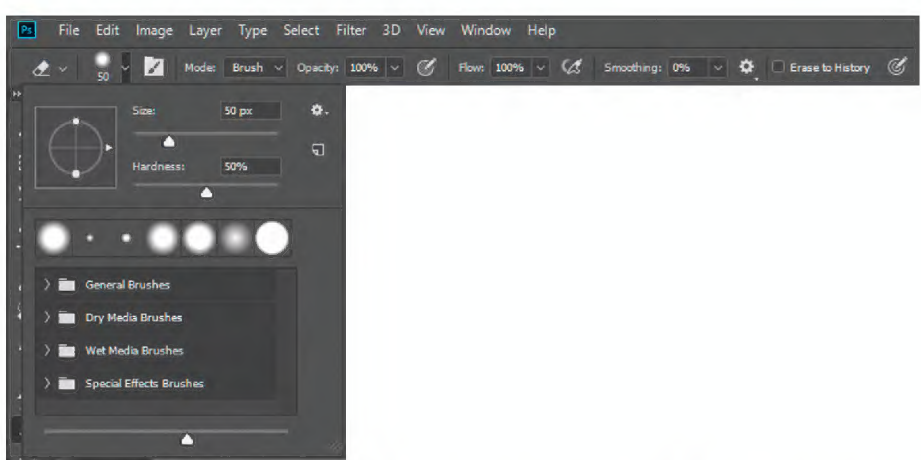 Ps File Edit Image Layer Type Select Filter 3D View Window Help
50 Mode: Brush Opacity: 100% Flow: 100% Smoothing: 0% Erase to History
Size: 50 px
Hardness: 50%
General Brushes
Dry Media Brushes
Wet Media Brushes
Special Effects Brushes